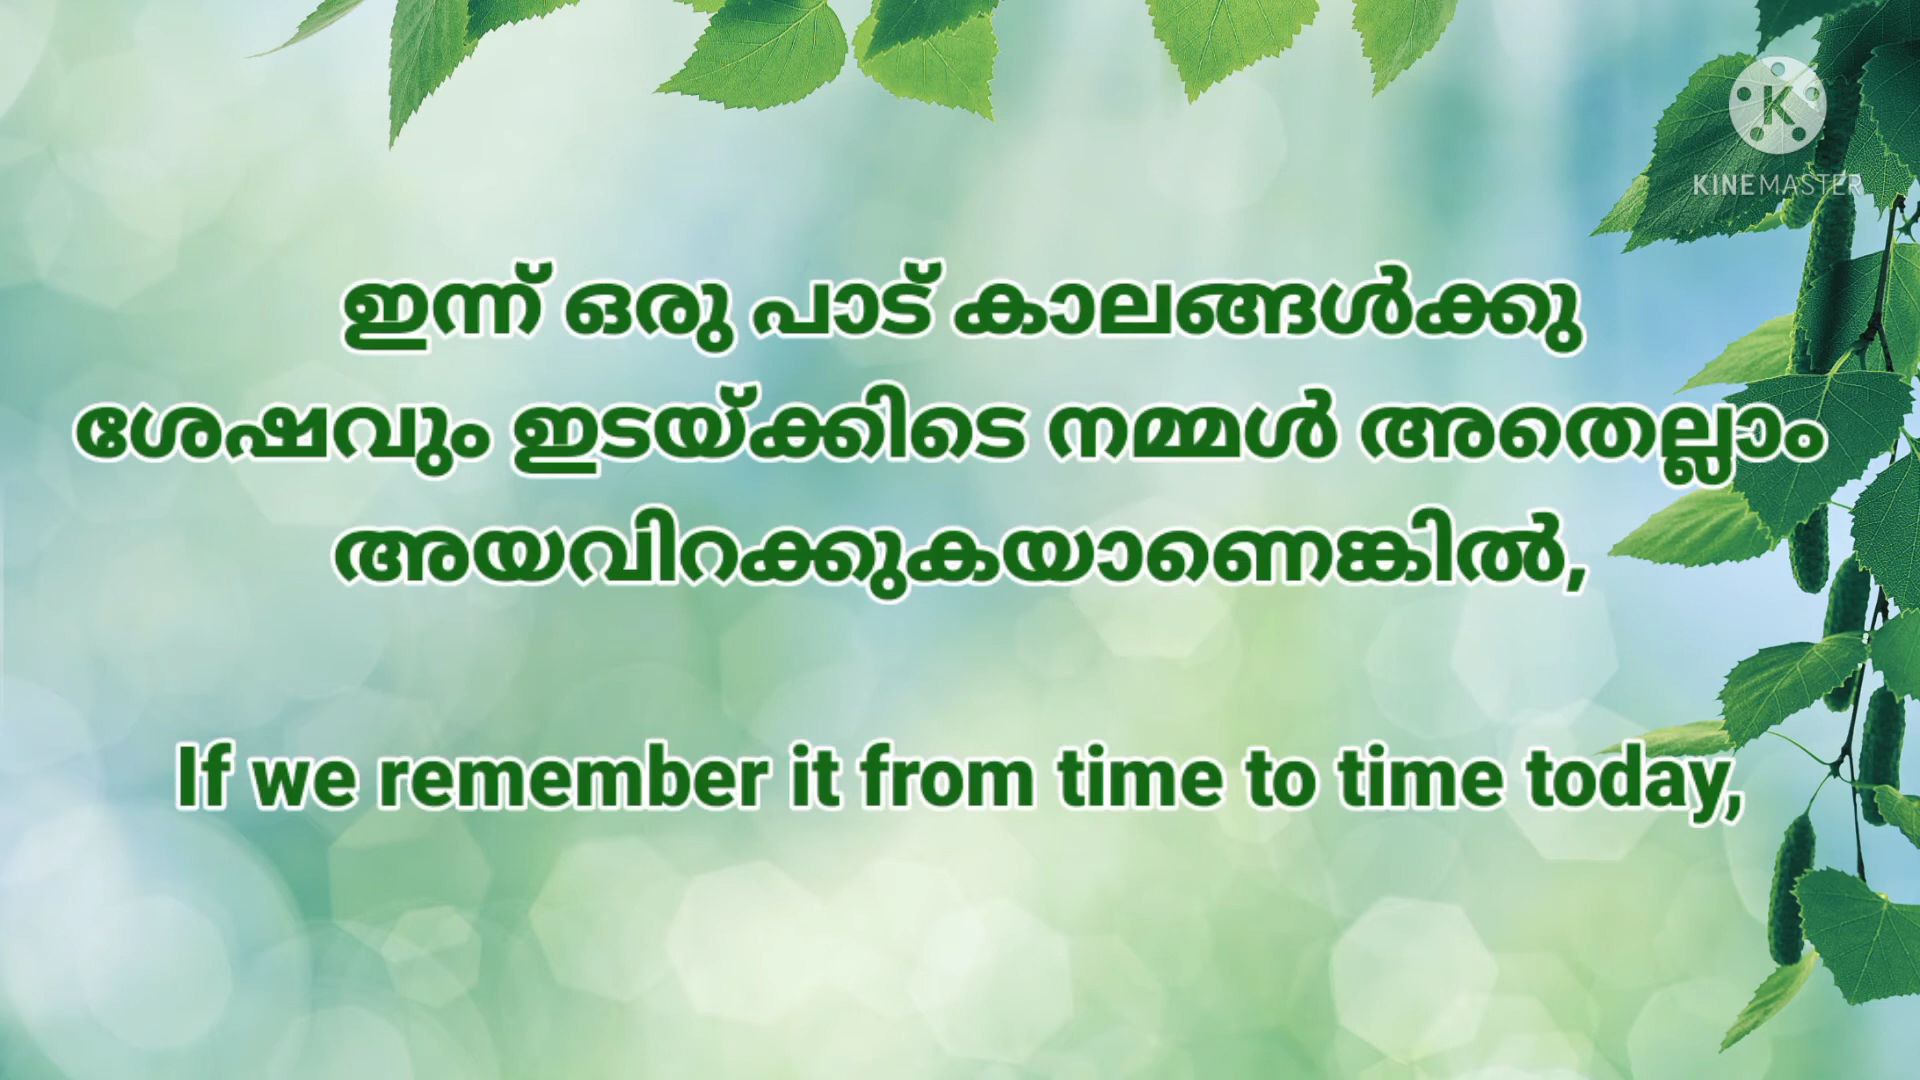 KINEMASTER
ഇന്ന് ഒരു പാട് കാലങ്ങൾക്കു
ശേഷവും ഇടയ്ക്കിടെ നമ്മൾ അതെല്ലാം
അയവിറക്കുകയാണെങ്കിൽ,
If we remember it from time to time today,